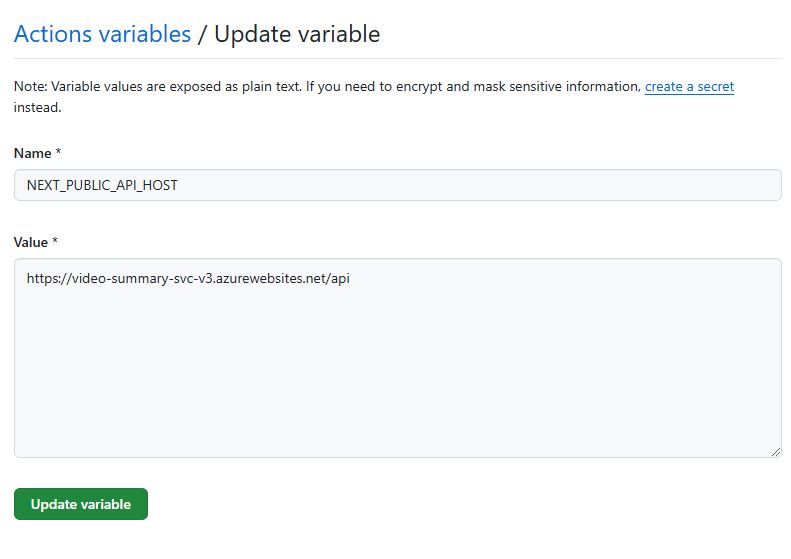 Actions variables / Update variable
Note: Variable values are exposed as plain text. If you need to encrypt and mask sensitive information, create a secret
instead.
Name *
NEXT_PUBLIC_API_HOST
Value *
https://video-summary-svc-v3.azurewebsites.net/api
Update variable